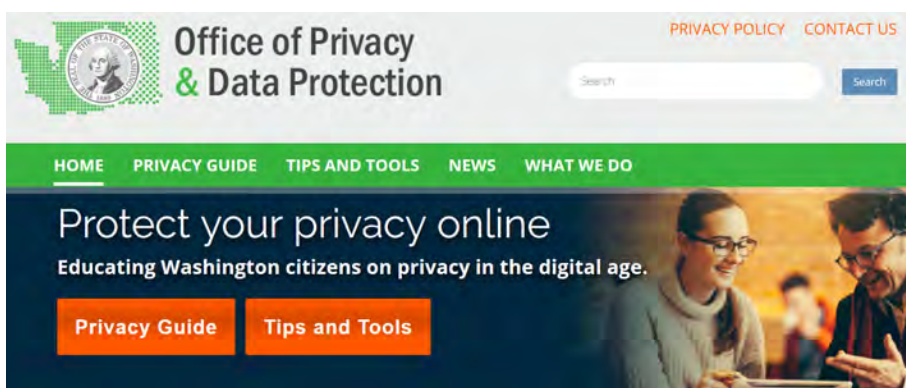 Office of Privacy
& Data Protection
PRIVACY POLICY CONTACT US
Search
Search
HOME PRIVACY GUIDE TIPS AND TOOLS NEWS WHAT WE DO
Protect your privacy online
Educating Washington citizens on privacy in the digital age.
Privacy Guide Tips and Tools